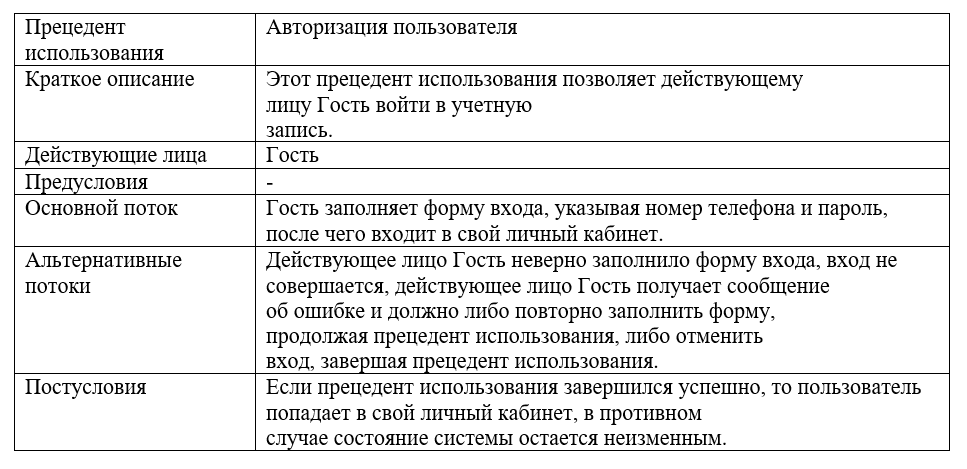 Прецедент
использования
Авторизация пользователя
Краткое описание
Этот прецедент использования позволяет действующему
лицу Гость войти в учетную
запись.
Действующие лица
Гость
Предусловия
-
Основной поток
Гость заполняет форму входа, указывая номер телефона и пароль,
после чего входит в свой личный кабинет.
Альтернативные
потоки
Действующее лицо Гость неверно заполнило форму входа, вход не
совершается, действующее лицо Гость получает сообщение
об ошибке и должно либо повторно заполнить форму,
продолжая прецедент использования, либо отменить
вход, завершая прецедент использования.
Постусловия
Если прецедент использования завершился успешно, то пользователь
попадает в свой личный кабинет, в противном
случае состояние системы остается неизменным.